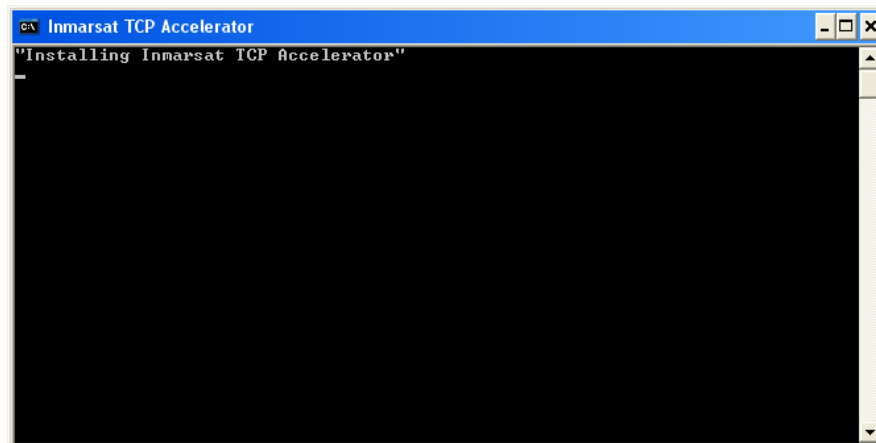 Inmarsat TCP Accelerator
"Installing Inmarsat TCP Accelerator"